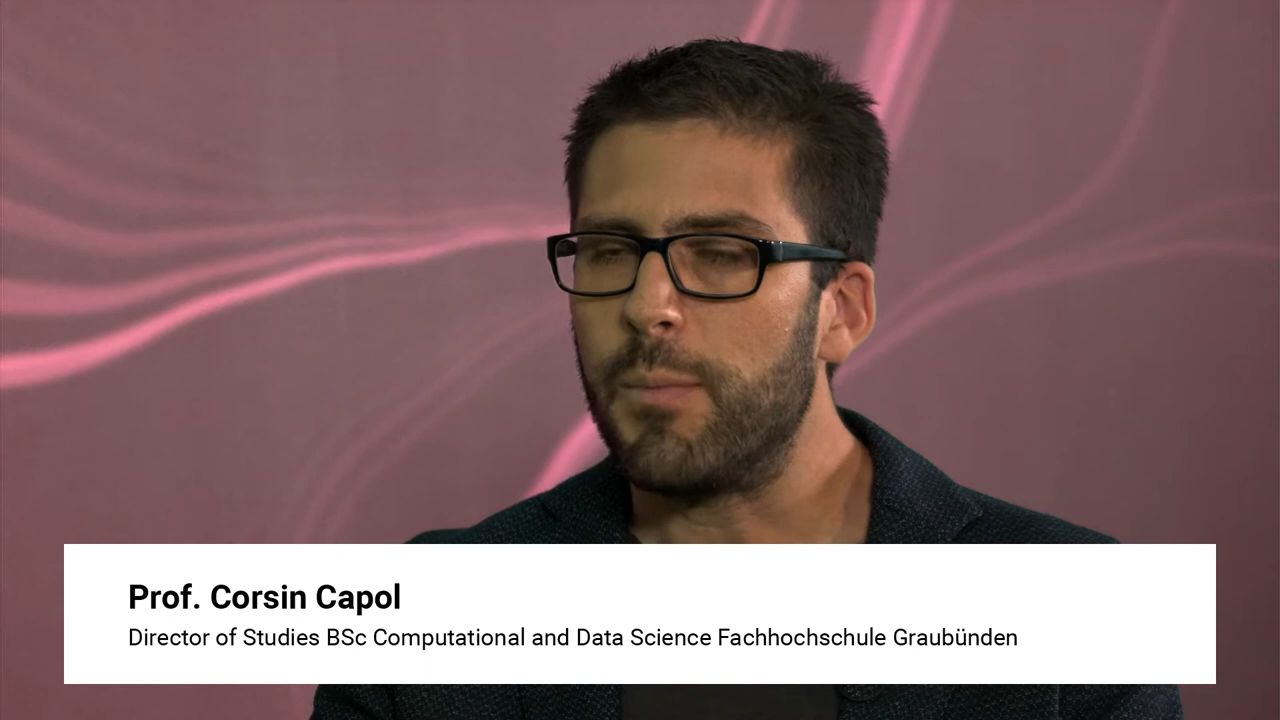 Prof. Corsin Capol
Director of Studies BSc Computational and Data Science Fachhochschule Graubünden